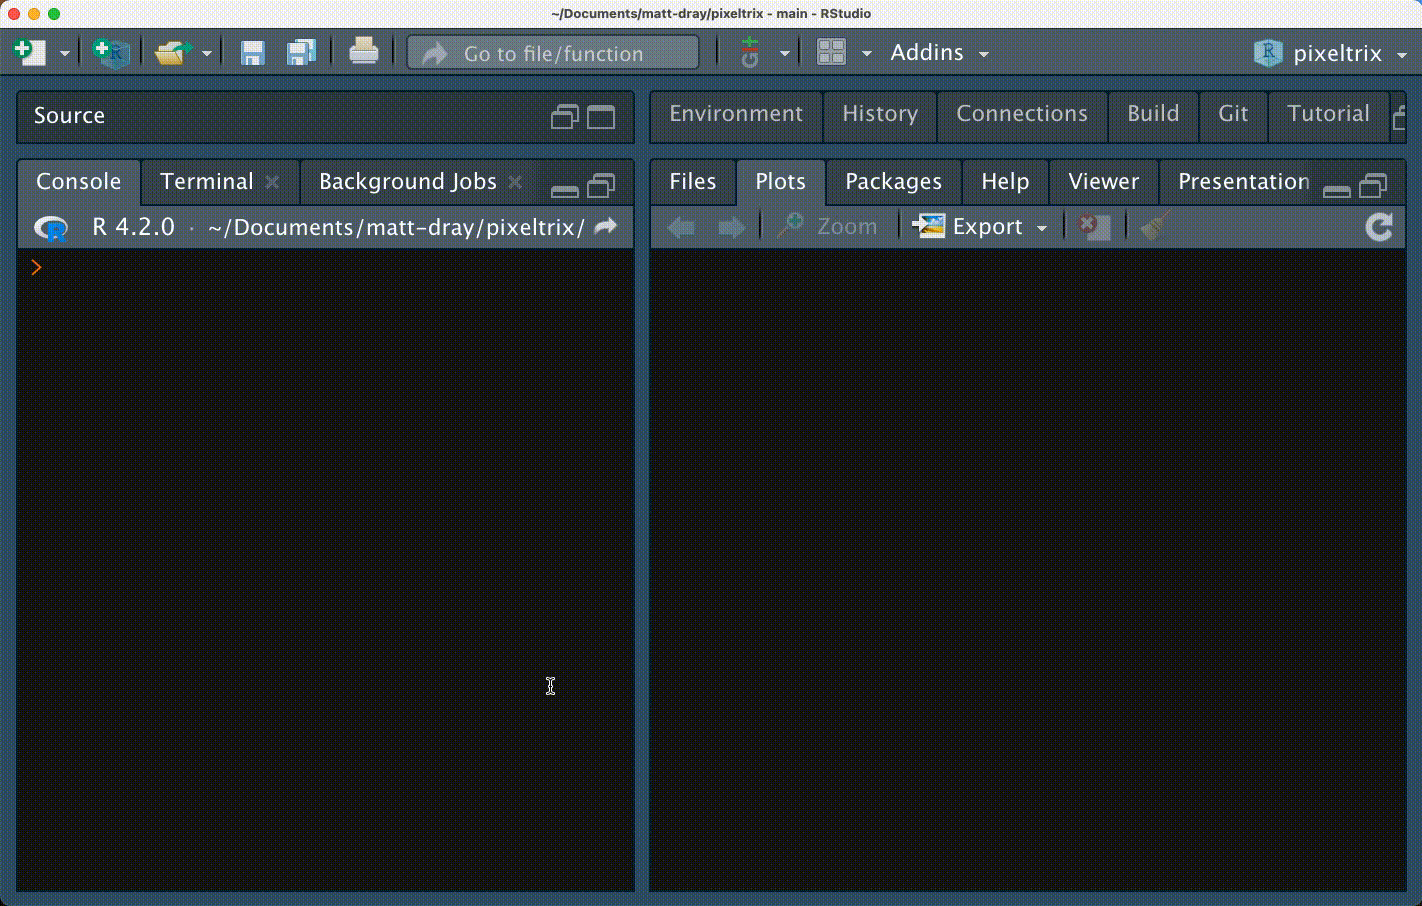 ~/Documents/matt-dray/pixeltrix - main - RStudio
Go to file/function
Addins
R pixeltrix
Source
Environment History Connections Build Git Tutorial
Console Terminal Background Jobs
Files Plots Packages Help Viewer Presentation
R R 4.2.0 · ~/Documents/matt-dray/pixeltrix/
Zoom Export
>